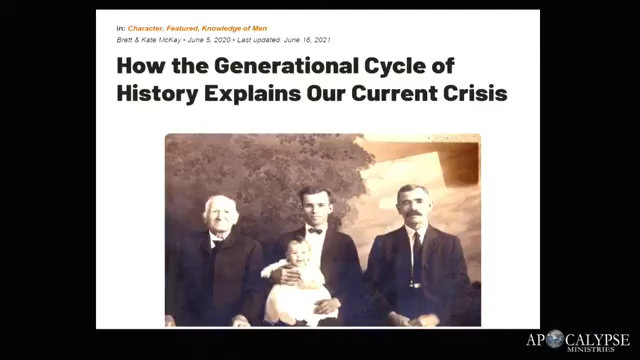 in: Character, Featured, Knowledge of Men
Brett & Kate McKay • June 5, 2020 • Last updated: June 16, 2021
How the Generational Cycle of
History Explains Our Current Crisis
APOCALYPSE
MINISTRIES